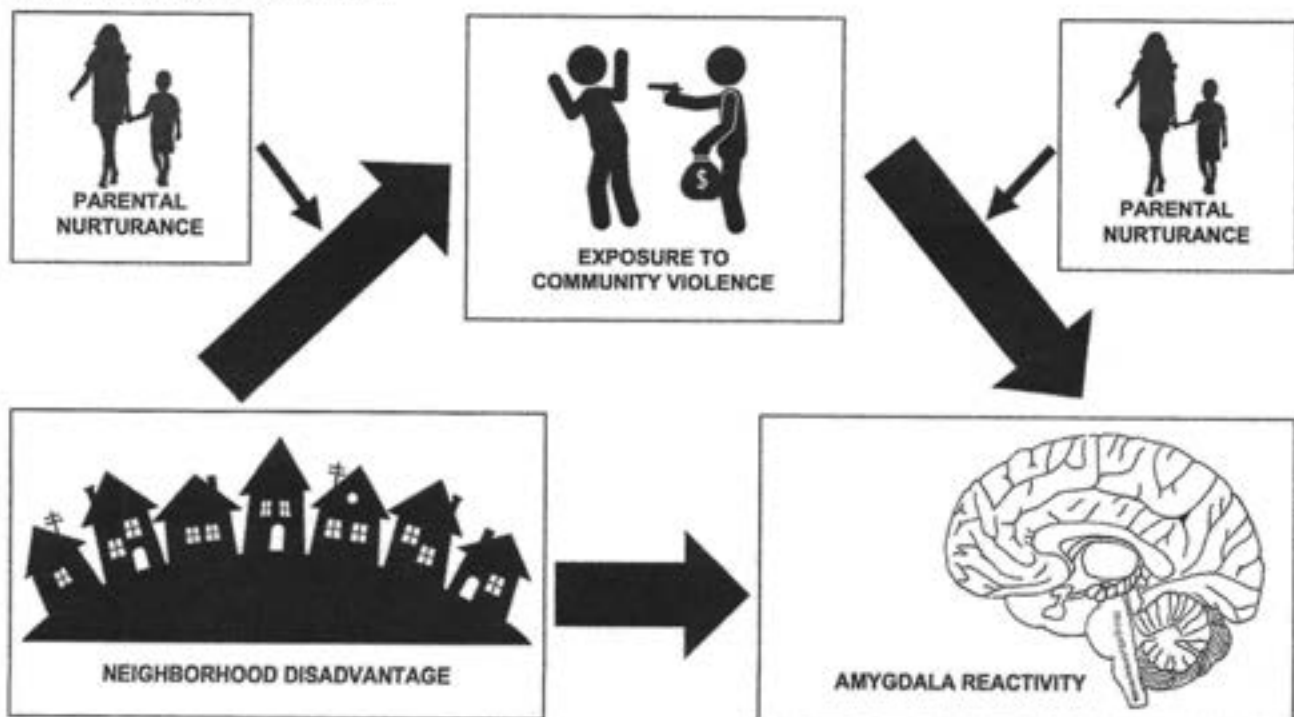 PARENTAL
NURTURANCE
$
EXPOSURE TO
COMMUNITY VIOLENCE
PARENTAL
NURTURANCE
NEIGHBORHOOD DISADVANTAGE
AMYGDALA REACTIVITY